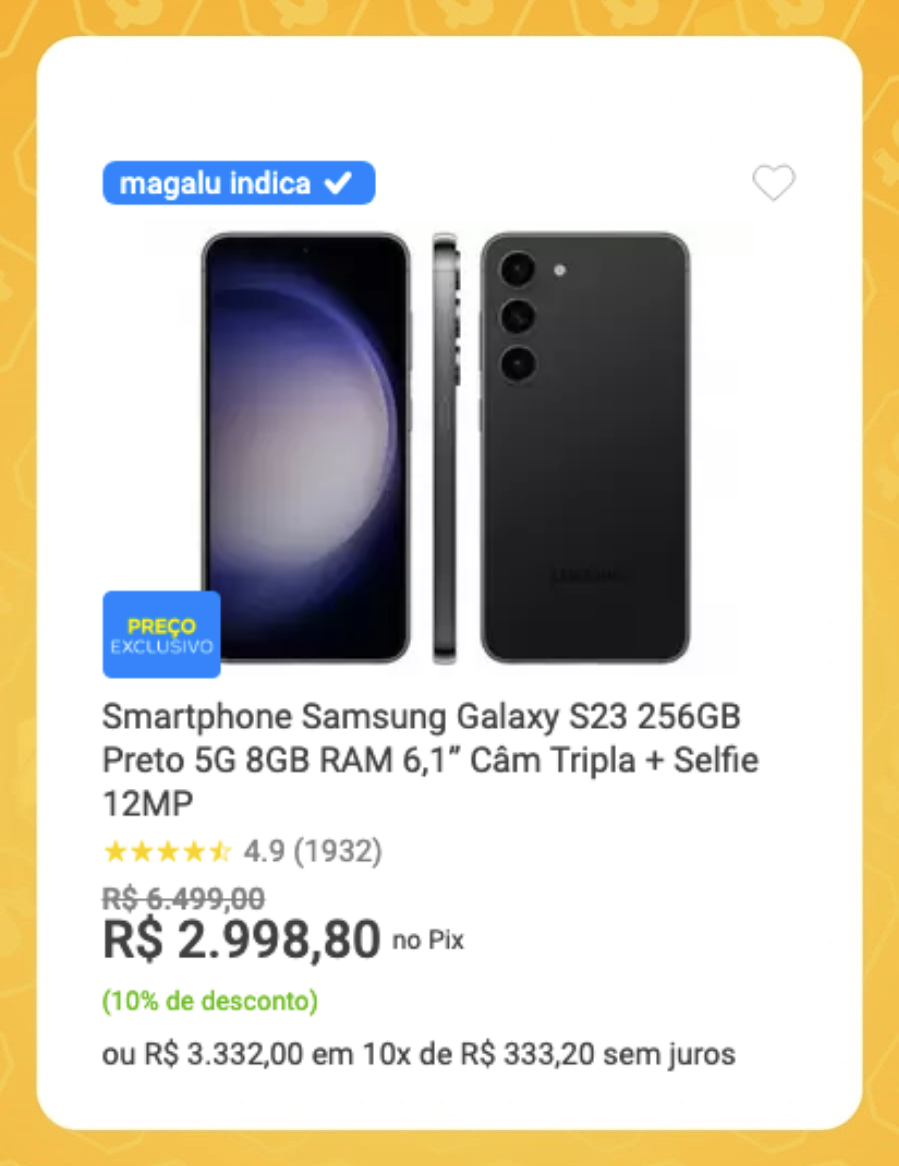 magalu indica
PREÇO
EXCLUSIVO
Smartphone Samsung Galaxy S23 256GB
Preto 5G 8GB RAM 6,1” Câm Tripla + Selfie
12MP
4.9 (1932)
R$ 6.499,00
R$ 2.998,80 no Pix
(10% de desconto)
ou R$ 3.332,00 em 10x de R$ 333,20 sem juros